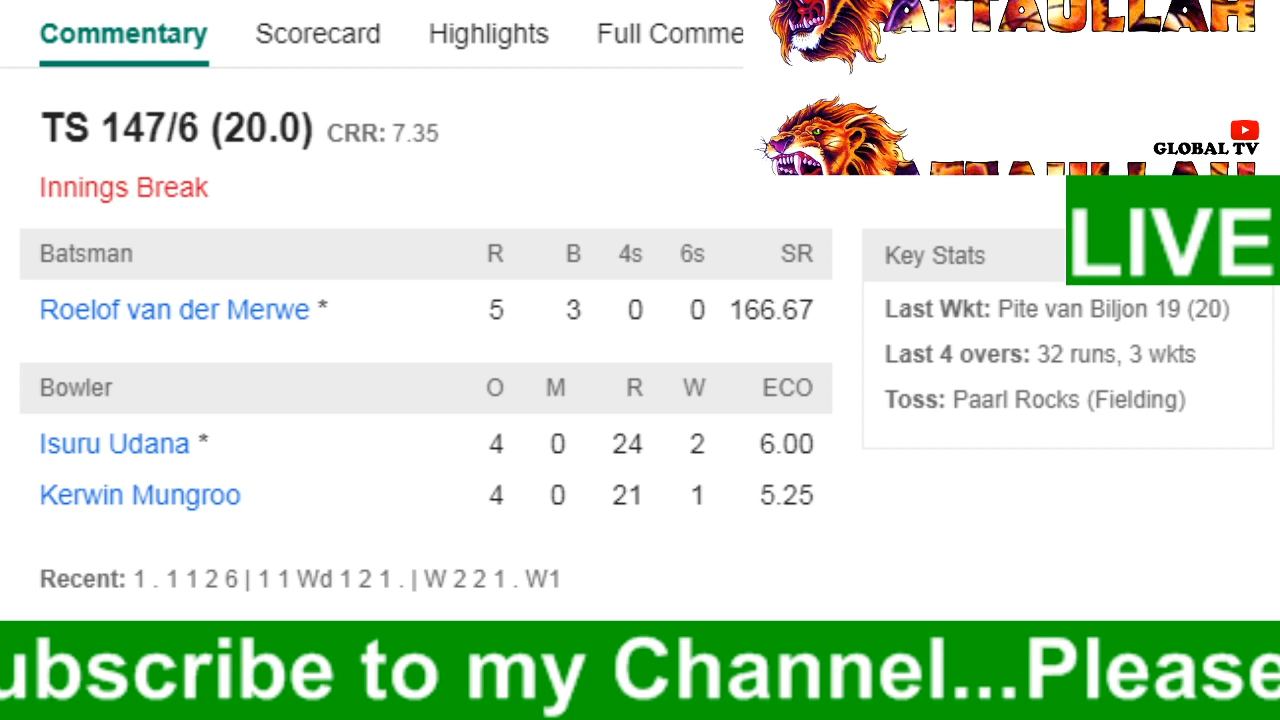 Commentary Scorecard Highlights Full Comme
ATTAULLAH
TS 147/6 (20.0) CRR: 7.35
GLOBAL TV
ATTAULLAH
Innings Break
LIVE
Batsman R B 4s 6s SR
Roelof van der Merwe * 5 3 0 0 166.67
Bowler O M R W ECO
Isuru Udana * 4 0 24 2 6.00
Kerwin Mungroo 4 0 21 1 5.25
Key Stats
Last Wkt: Pite van Biljon 19 (20)
Last 4 overs: 32 runs, 3 wkts
Toss: Paarl Rocks (Fielding)
Recent: 1 . 1 1 2 6 | 1 1 Wd 1 2 1 . | W 2 2 1 . W1
ubscribe to my Channel...Please